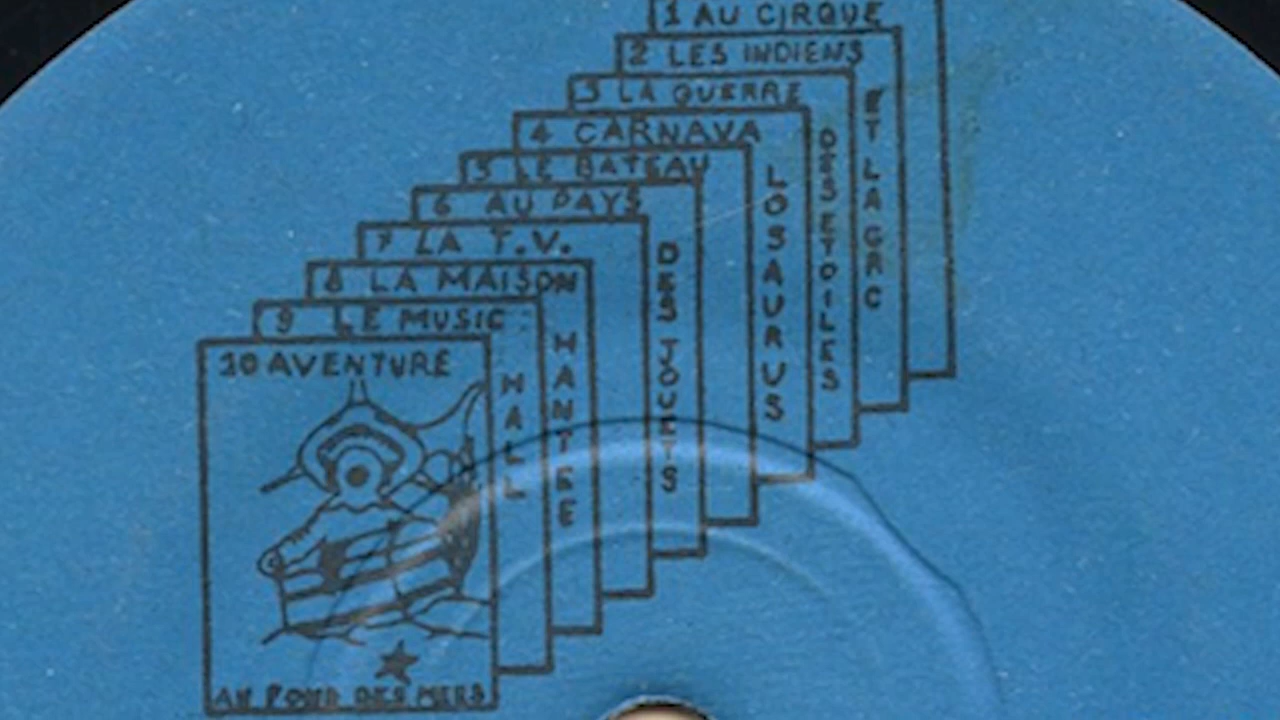 1 AU CIRQUE
2 LES INDIENS
3 LA GUERRE
DES ETOILES
4 CARNAVA
LOSAURUS
5 LE BATEAU
6 AU PAYS
DES JOUETS
7 LA T.V.
8 LA MAISON
HANTEE
9 LE MUSIC
HALL
10 AVENTURE
AU FOND DES MERS
ET LA GRC